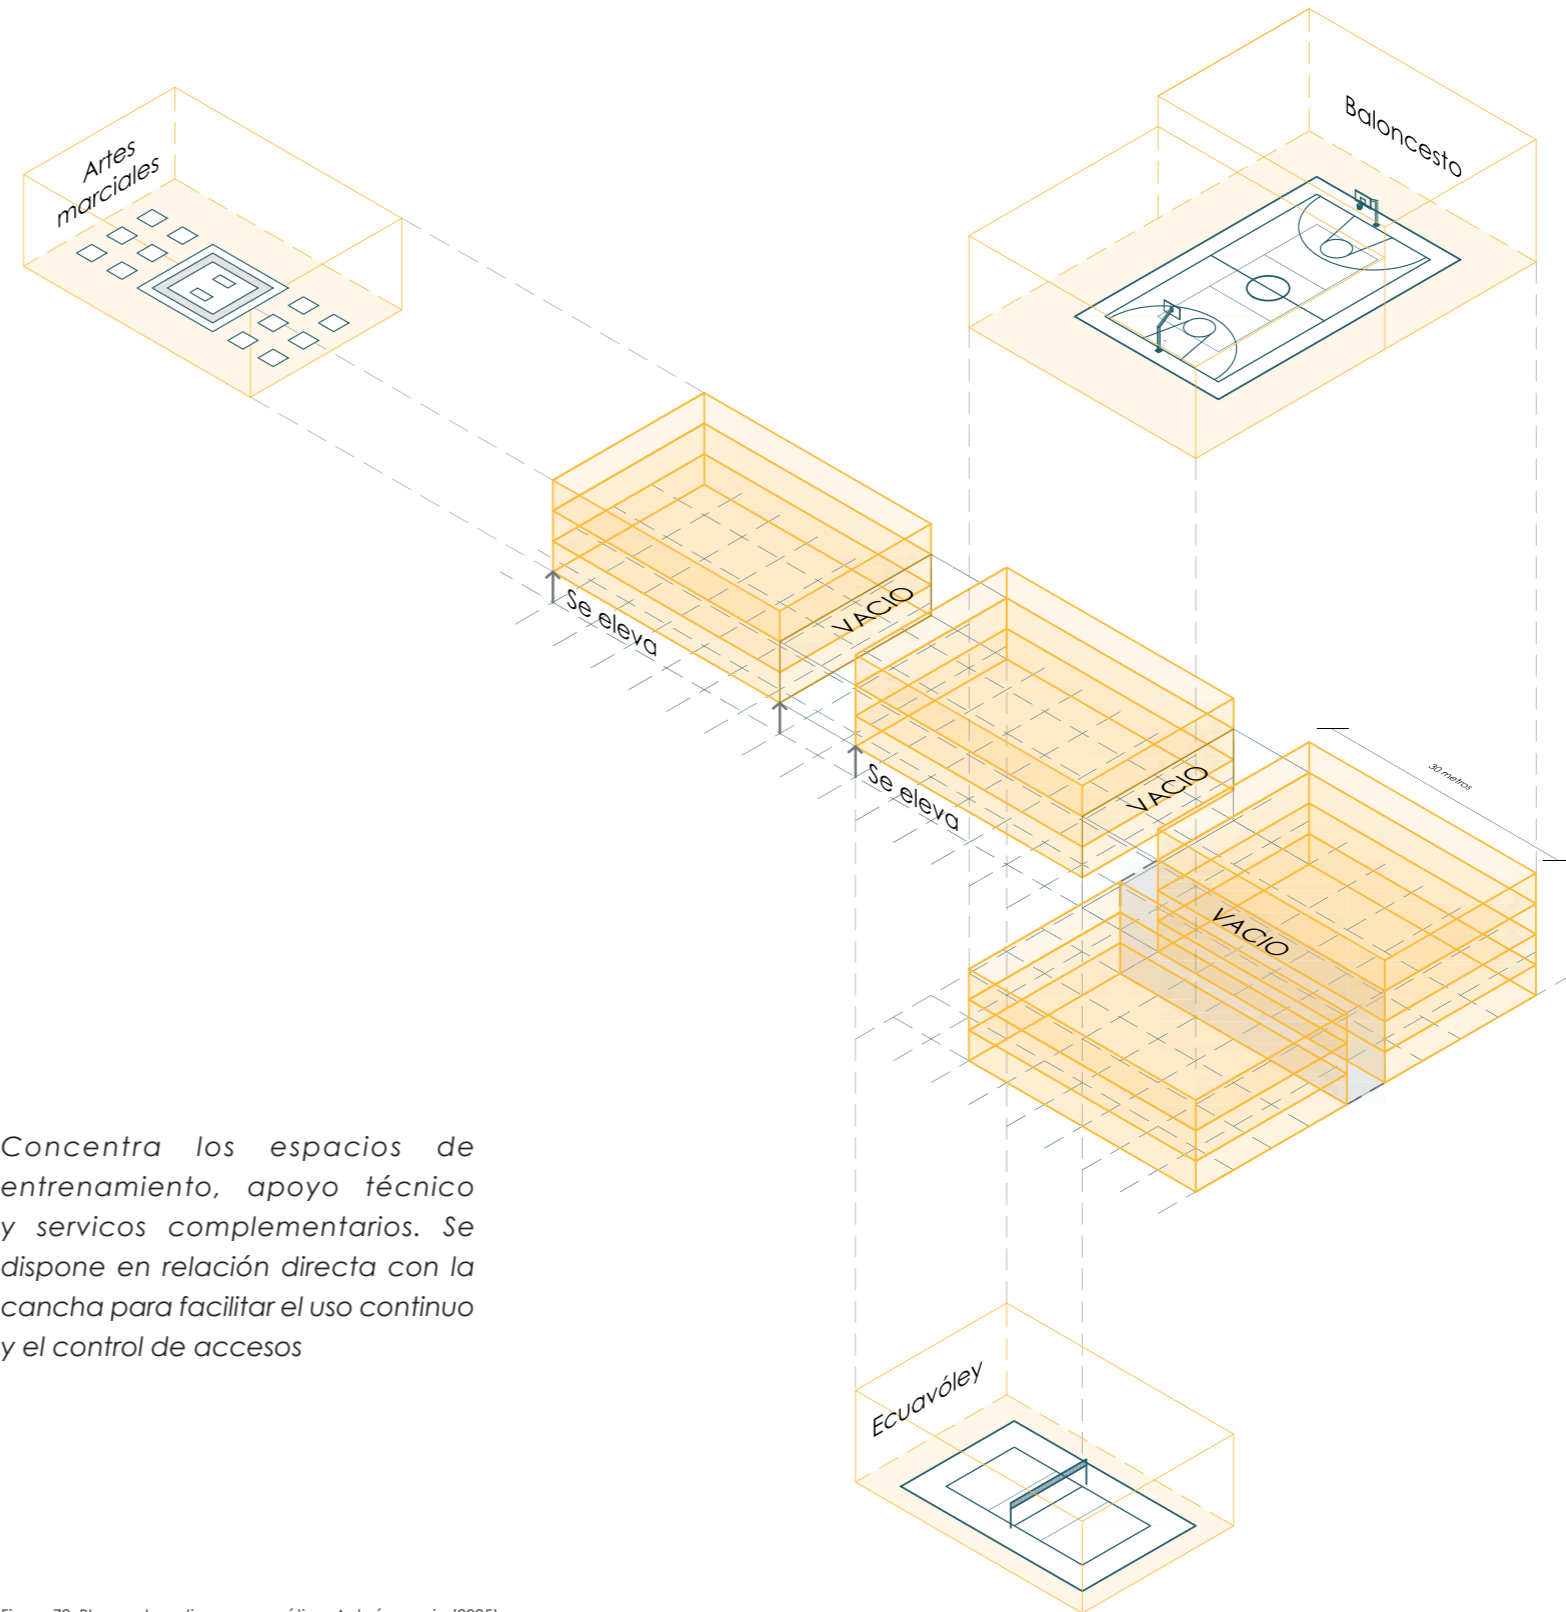 Artes
marciales
Baloncesto
Se eleva
VACIO
Se eleva
VACIO
30 metros
VACIO
Concentra los espacios de
entrenamiento, apoyo técnico
y servicos complementarios. Se
dispone en relación directa con la
cancha para facilitar el uso continuo
y el control de accesos
Ecuavóley